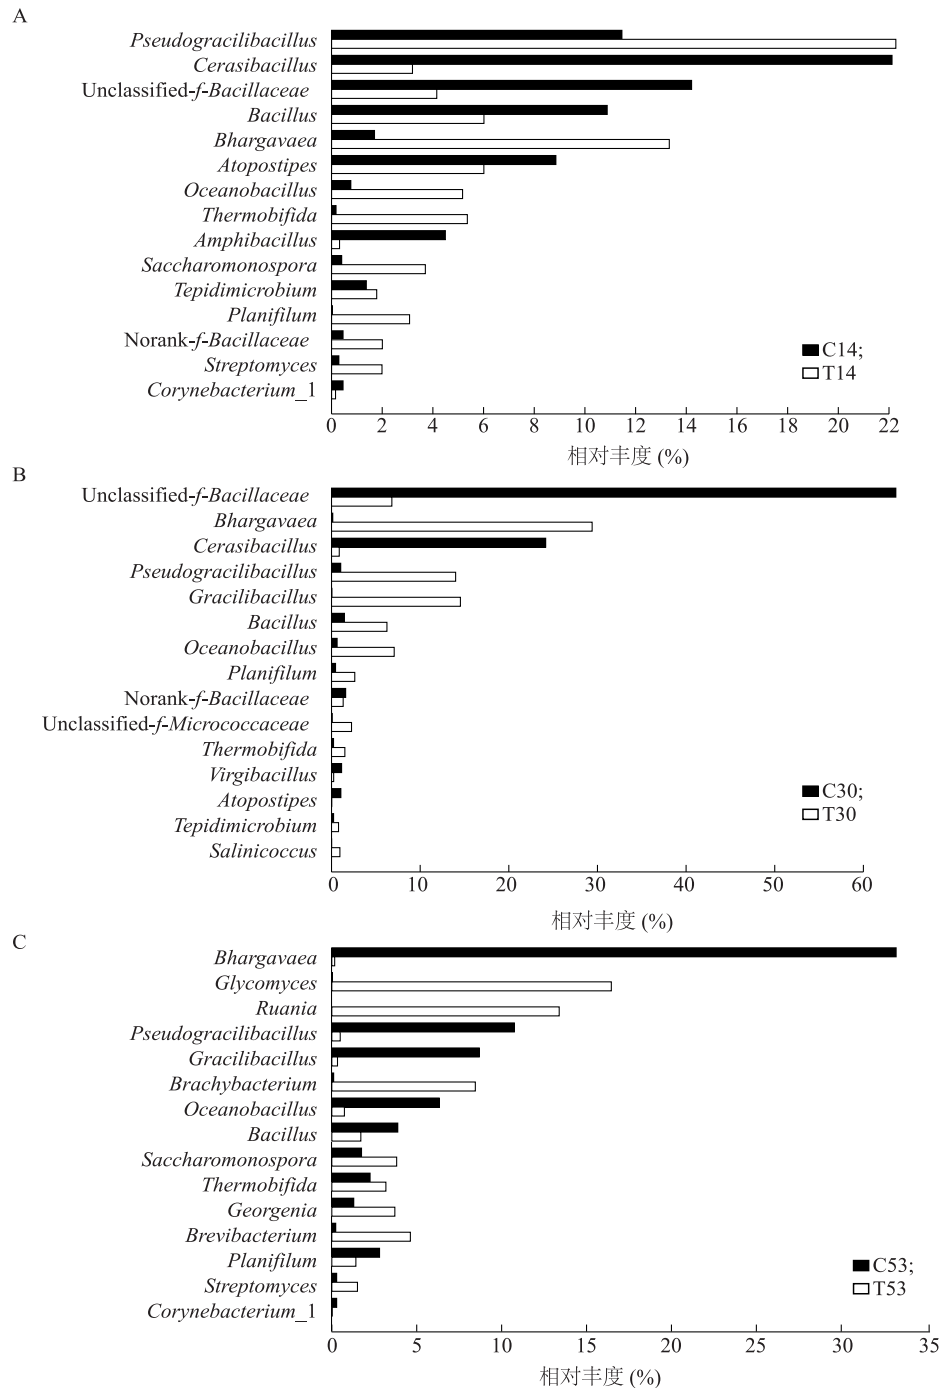 A
Pseudogracilibacillus
Cerasibacillus
Unclassified-f-Bacillaceae
Bacillus
Bhargavaea
Atopostipes
Oceanobacillus
Thermobifida
Amphibacillus
Saccharomonospora
Tepidimicrobium
Planifilum
Norank-f-Bacillaceae
Streptomyces
Corynebacterium_1
C14;
T14
0 2 4 6 8 10 12 14 16 18 20 22
相对丰度 (%)
B
Unclassified-f-Bacillaceae
Bhargavaea
Cerasibacillus
Pseudogracilibacillus
Gracilibacillus
Bacillus
Oceanobacillus
Planifilum
Norank-f-Bacillaceae
Unclassified-f-Micrococcaceae
Thermobifida
Virgibacillus
Atopostipes
Tepidimicrobium
Salinicoccus
C30;
T30
0 10 20 30 40 50 60
相对丰度 (%)
C
Bhargavaea
Glycomyces
Ruania
Pseudogracilibacillus
Gracilibacillus
Brachybacterium
Oceanobacillus
Bacillus
Saccharomonospora
Thermobifida
Georgenia
Brevibacterium
Planifilum
Streptomyces
Corynebacterium_1
C53;
T53
0 5 10 15 20 25 30 35
相对丰度 (%)